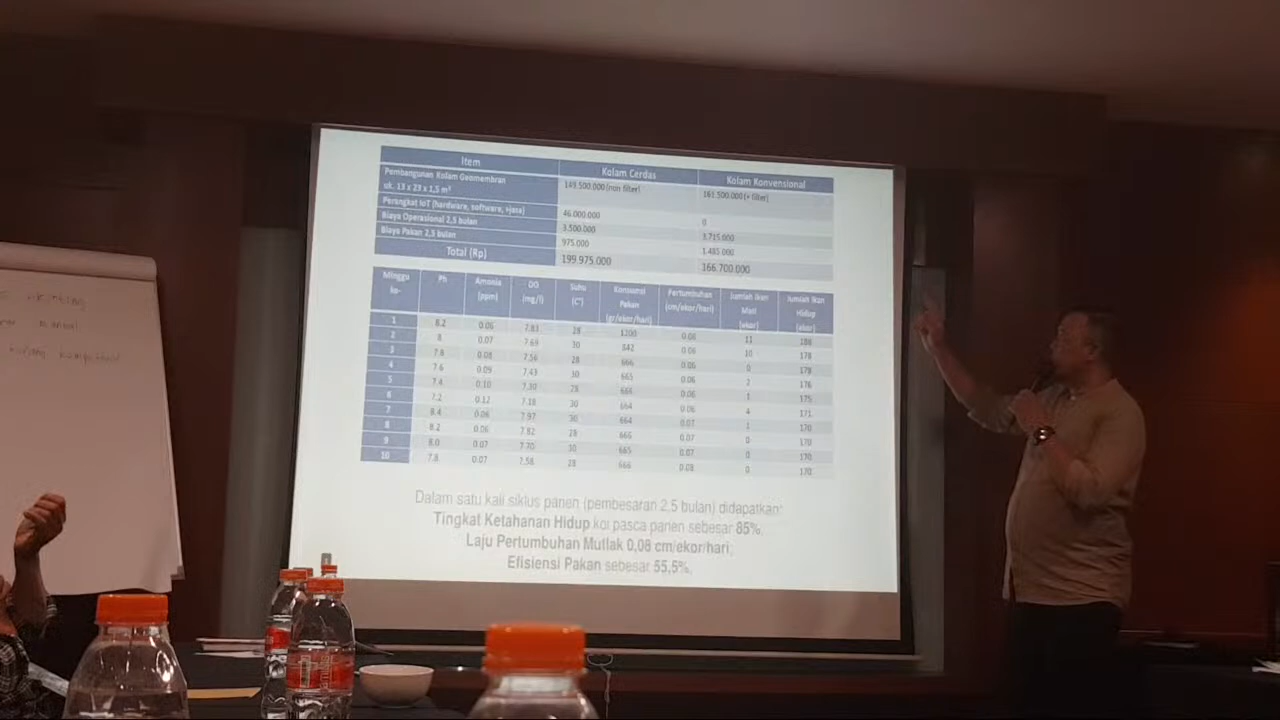 Item Kolam Cerdas Kolam Konvensional
Pembangunan Kolam Geomembran 149.500.000 (non filter) 161.500.000 (+ filter)
uk. 13 x 23 x 1,5 m³
Perangkat IoT (hardware, software, +jasa) 46.000.000 0
Biaya Operasional 2,5 bulan 3.500.000 3.715.000
Biaya Pakan 2,5 bulan 975.000 1.485.000
Total (Rp) 199.975.000 166.700.000
Minggu ke- Ph Amonia (ppm) DO (mg/l) Suhu (C°) Konsumsi Pakan (gr/ekor/hari) Pertumbuhan (cm/ekor/hari) Jumlah Ikan Mati (ekor) Jumlah Ikan Hidup (ekor)
1 8.2 0.06 7.83 28 1200 0.06 11 188
2 8 0.07 7.69 30 342 0.06 10 178
3 7.8 0.08 7.56 28 666 0.06 0 178
4 7.6 0.09 7.43 30 665 0.06 2 176
5 7.4 0.10 7.30 28 666 0.06 1 175
6 7.2 0.12 7.18 30 664 0.06 4 171
7 8.4 0.06 7.97 30 664 0.07 1 170
8 8.2 0.06 7.82 28 666 0.07 0 170
9 8.0 0.07 7.70 30 665 0.07 0 170
10 7.8 0.07 7.58 28 666 0.08 0 170
Dalam satu kali siklus panen (pembesaran 2,5 bulan) didapatkan:
Tingkat Ketahanan Hidup koi pasca panen sebesar 85%,
Laju Pertumbuhan Mutlak 0,08 cm/ekor/hari,
Efisiensi Pakan sebesar 55,5%,